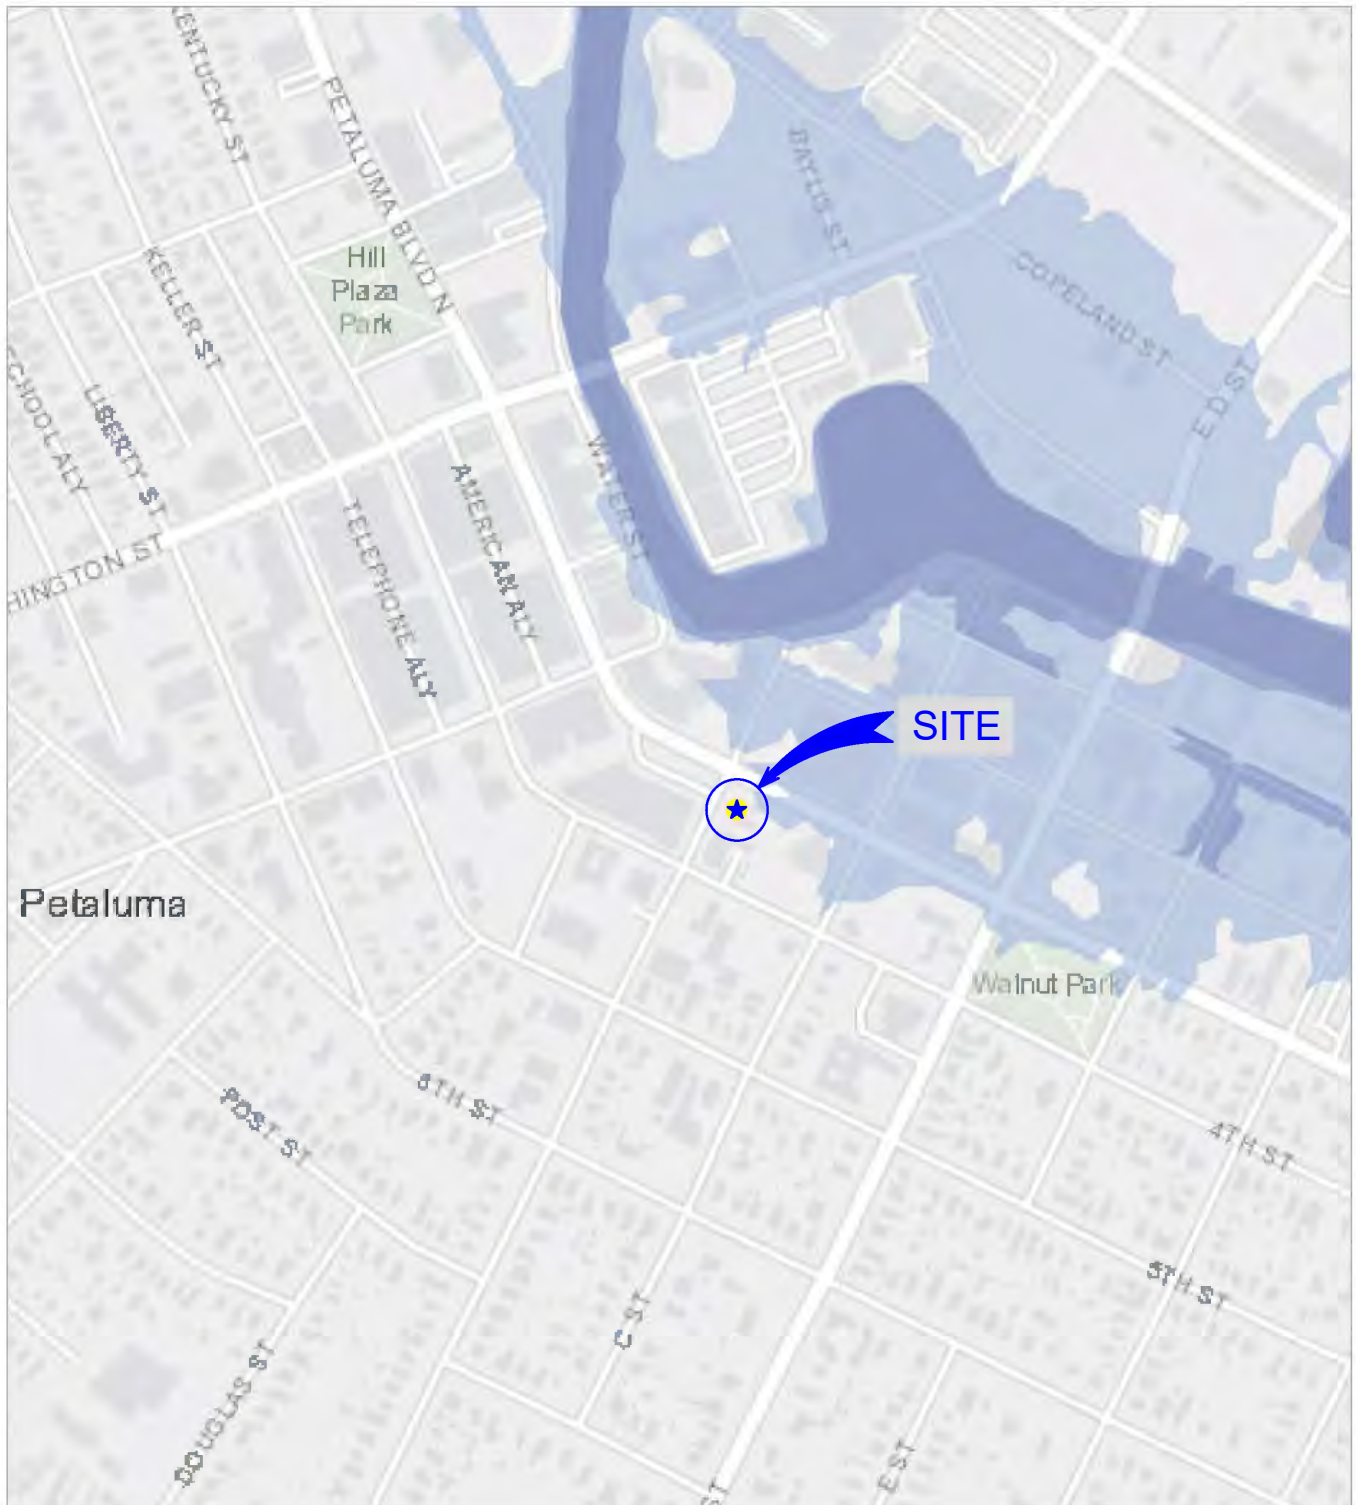 KENTUCKY ST
PETALUMA BLVD N
BAYLIS ST
Hill
Plaza
Park
KELLER ST
COPELAND ST
E D ST
SCHOOL ALY
LIBERTY ST
WATER ST
AMERICAN ALY
TELEPHONE ALY
HINGTON ST
SITE
Petaluma
Walnut Park
6TH ST
POST ST
4TH ST
5TH ST
C ST
DOUGLAS ST
E ST
ST